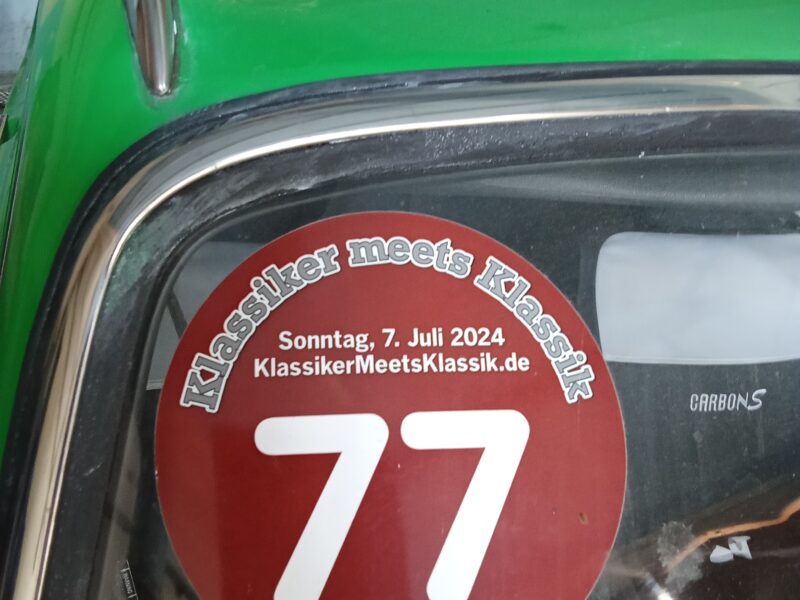 Klassiker meets Klassik
Sonntag, 7. Juli 2024
KlassikerMeetsKlassik.de
77
CARBONS